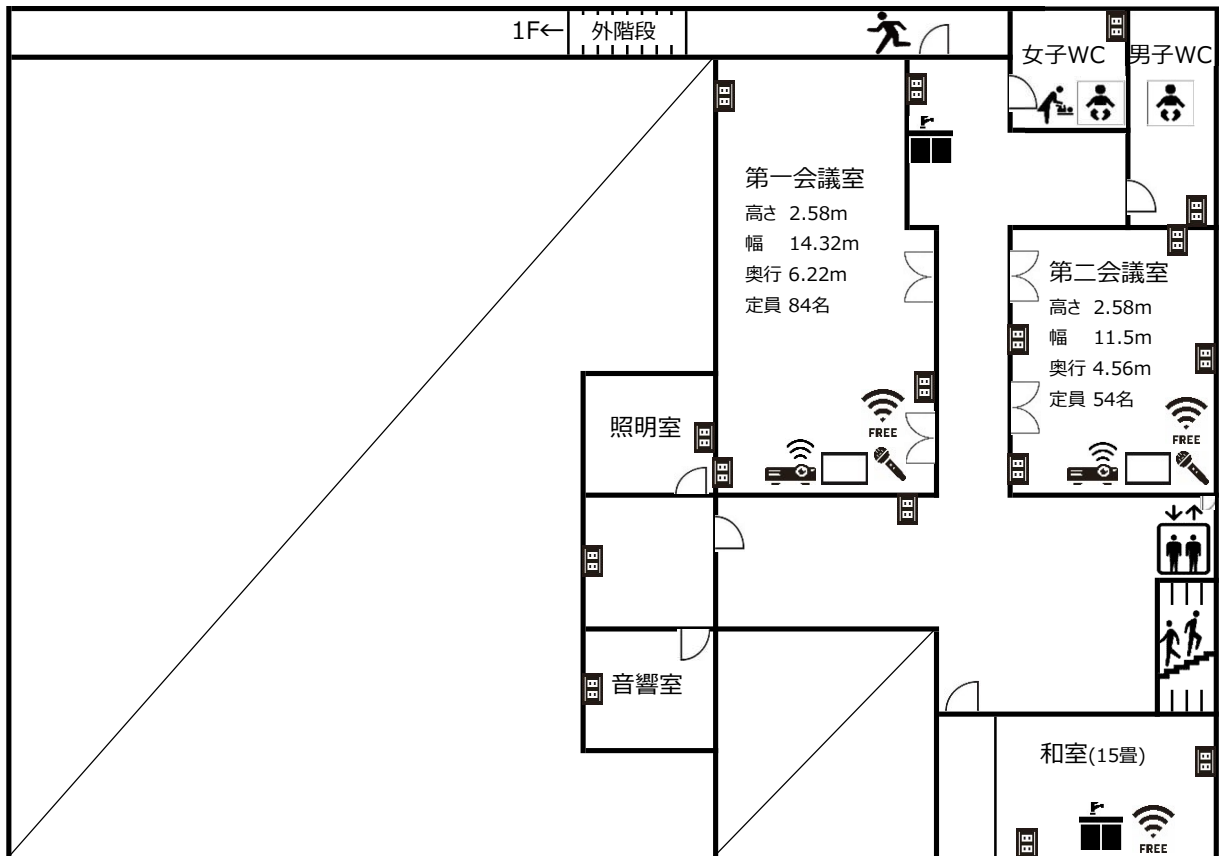 1F← 外階段
女子WC
男子WC
第一会議室
高さ 2.58m
幅 14.32m
奥行 6.22m
定員 84名
第二会議室
高さ 2.58m
幅 11.5m
奥行 4.56m
定員 54名
FREE
FREE
照明室
音響室
和室(15畳)
FREE